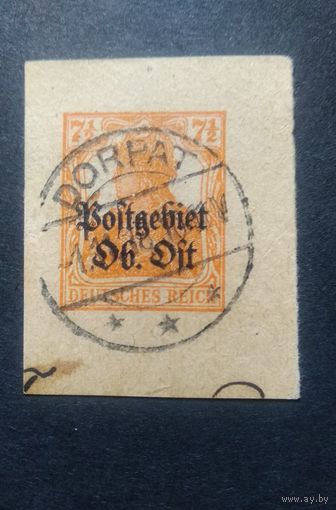 7½ 7½
DORPAT
Postgebiet
Ob. Ost
DEUTSCHES REICH
* * *
www.ay.by